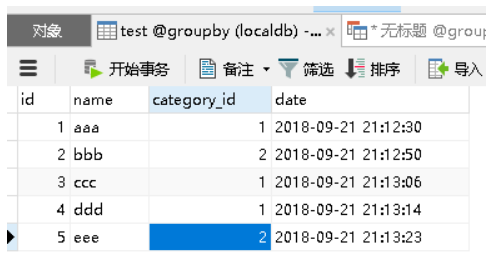 对象 test @groupby (localdb) -... × * 无标题 @group
开始事务 备注 筛选 排序 导入
id name category_id date
1 aaa 1 2018-09-21 21:12:30
2 bbb 2 2018-09-21 21:12:50
3 ccc 1 2018-09-21 21:13:06
4 ddd 1 2018-09-21 21:13:14
5 eee 2 2018-09-21 21:13:23